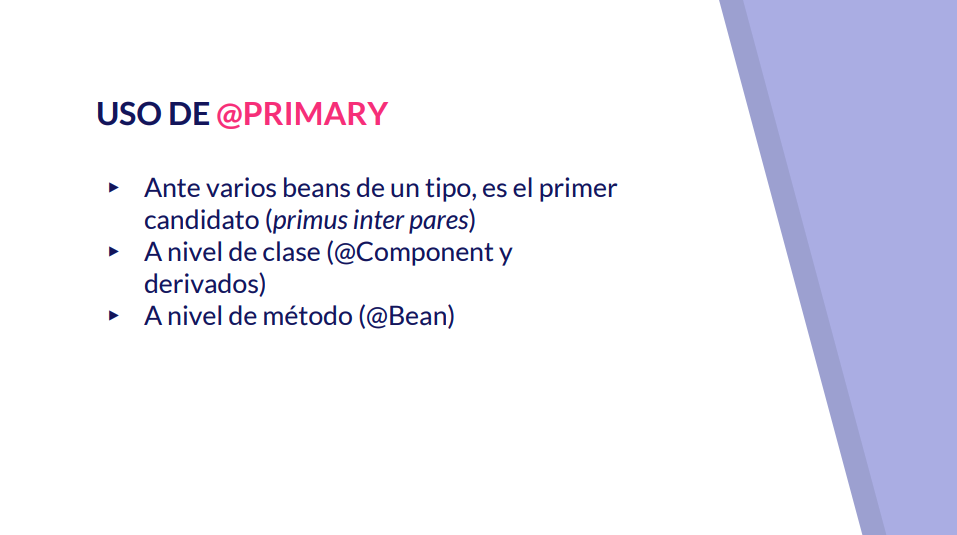 USO DE @PRIMARY
▸ Ante varios beans de un tipo, es el primer
candidato (primus inter pares)
▸ A nivel de clase (@Component y
derivados)
▸ A nivel de método (@Bean)